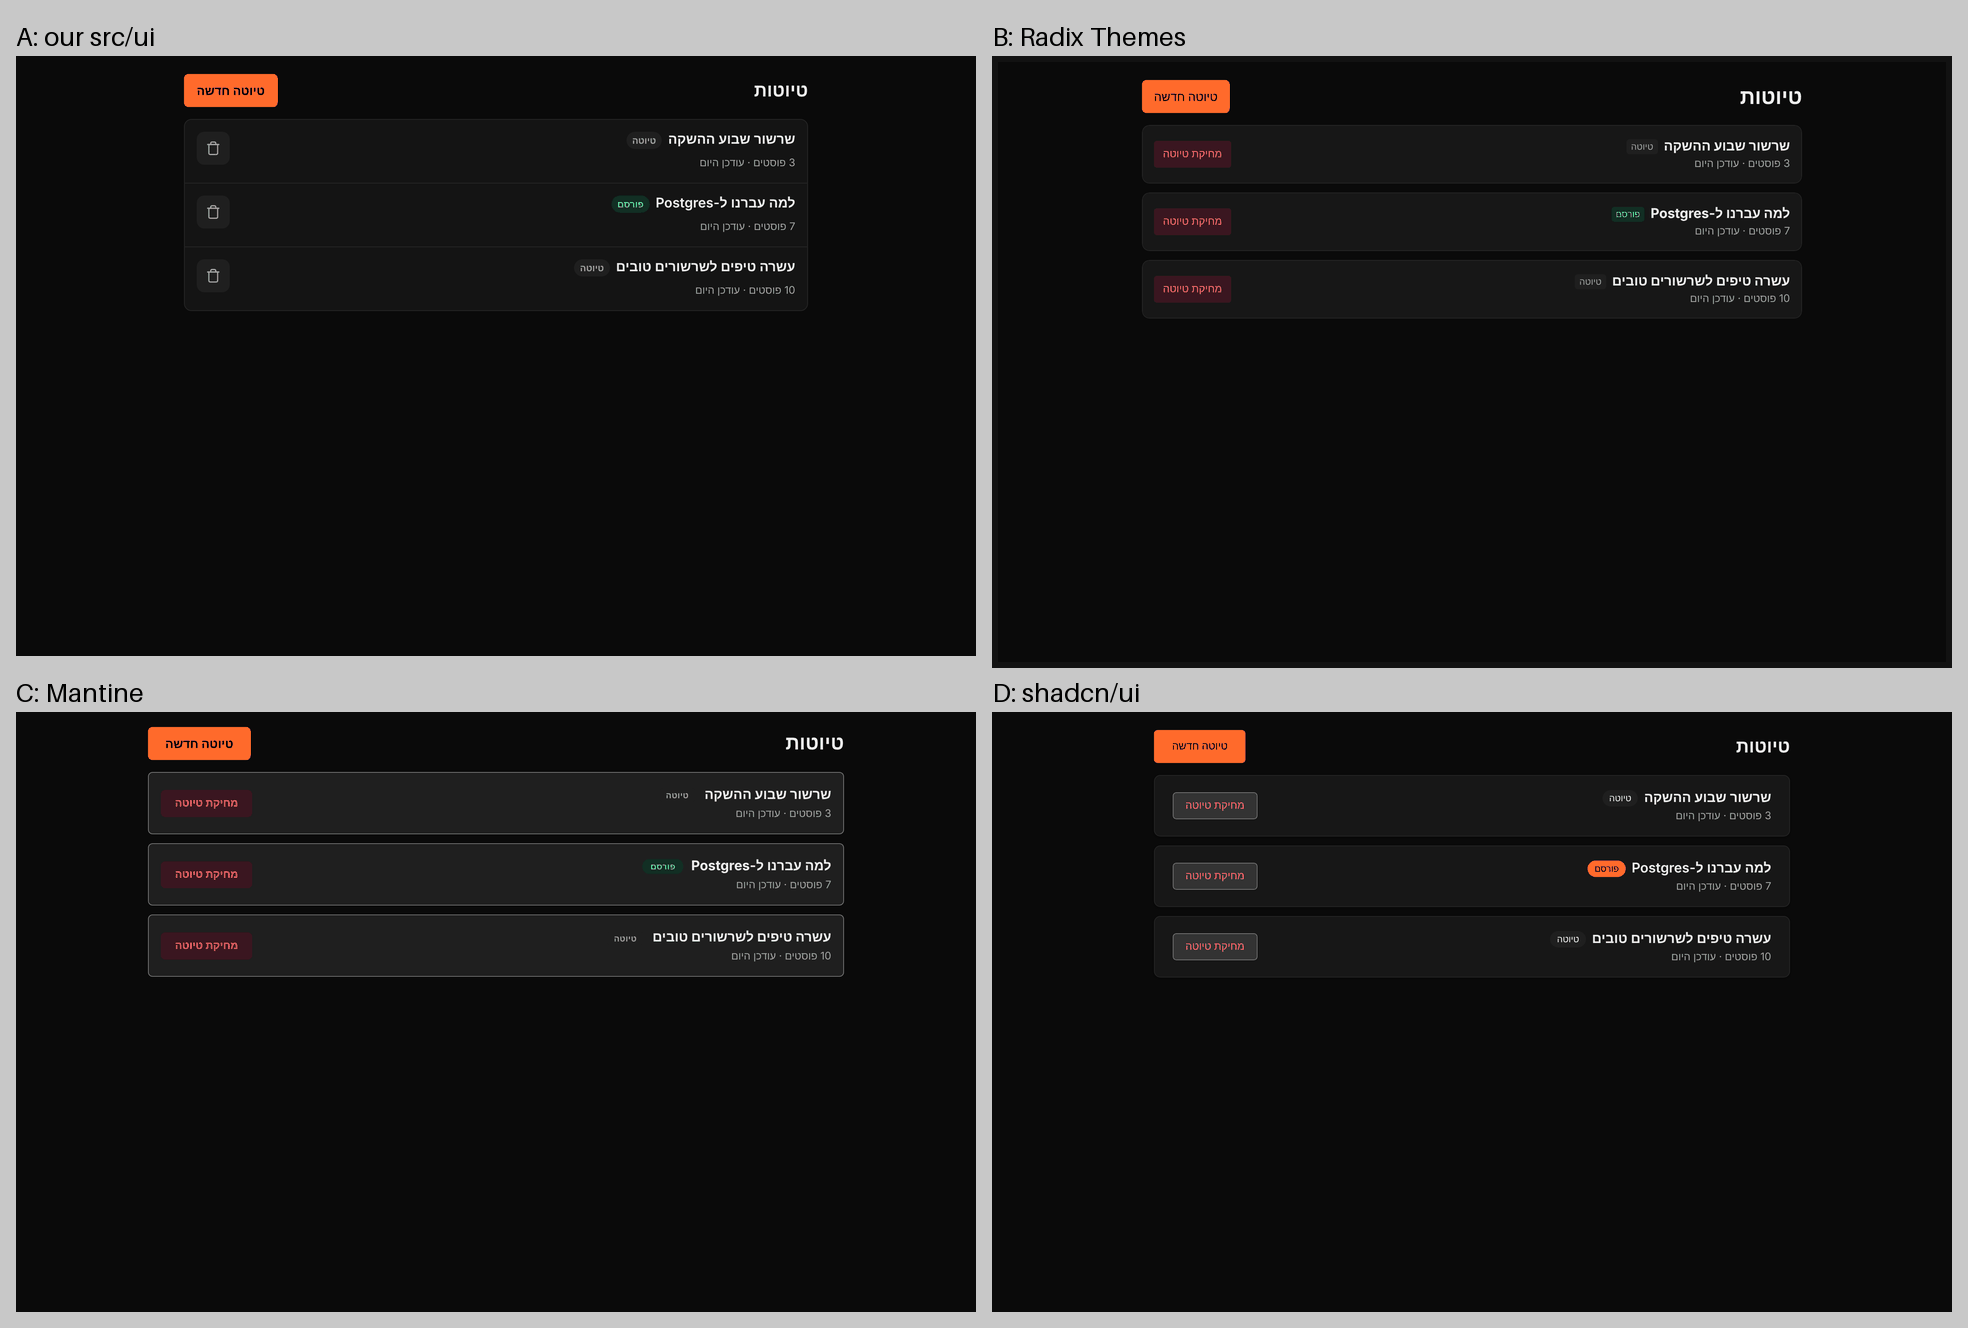 A: our src/ui
טיוטות
טיוטה חדשה
שרשור שבוע ההשקה טיוטה
3 פוסטים · עודכן היום
למה עברנו ל-Postgres פורסם
7 פוסטים · עודכן היום
עשרה טיפים לשרשורים טובים טיוטה
10 פוסטים · עודכן היום
B: Radix Themes
טיוטות
טיוטה חדשה
שרשור שבוע ההשקה טיוטה
3 פוסטים · עודכן היום
מחיקת טיוטה
למה עברנו ל-Postgres פורסם
7 פוסטים · עודכן היום
מחיקת טיוטה
עשרה טיפים לשרשורים טובים טיוטה
10 פוסטים · עודכן היום
מחיקת טיוטה
C: Mantine
טיוטות
טיוטה חדשה
שרשור שבוע ההשקה טיוטה
3 פוסטים · עודכן היום
מחיקת טיוטה
למה עברנו ל-Postgres פורסם
7 פוסטים · עודכן היום
מחיקת טיוטה
עשרה טיפים לשרשורים טובים טיוטה
10 פוסטים · עודכן היום
מחיקת טיוטה
D: shadcn/ui
טיוטות
טיוטה חדשה
שרשור שבוע ההשקה טיוטה
3 פוסטים · עודכן היום
מחיקת טיוטה
למה עברנו ל-Postgres פורסם
7 פוסטים · עודכן היום
מחיקת טיוטה
עשרה טיפים לשרשורים טובים טיוטה
10 פוסטים · עודכן היום
מחיקת טיוטה